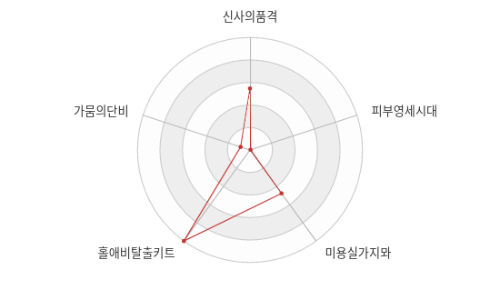 신사의품격
가뭄의단비
피부영세시대
홀애비탈출키트
미용실가지와